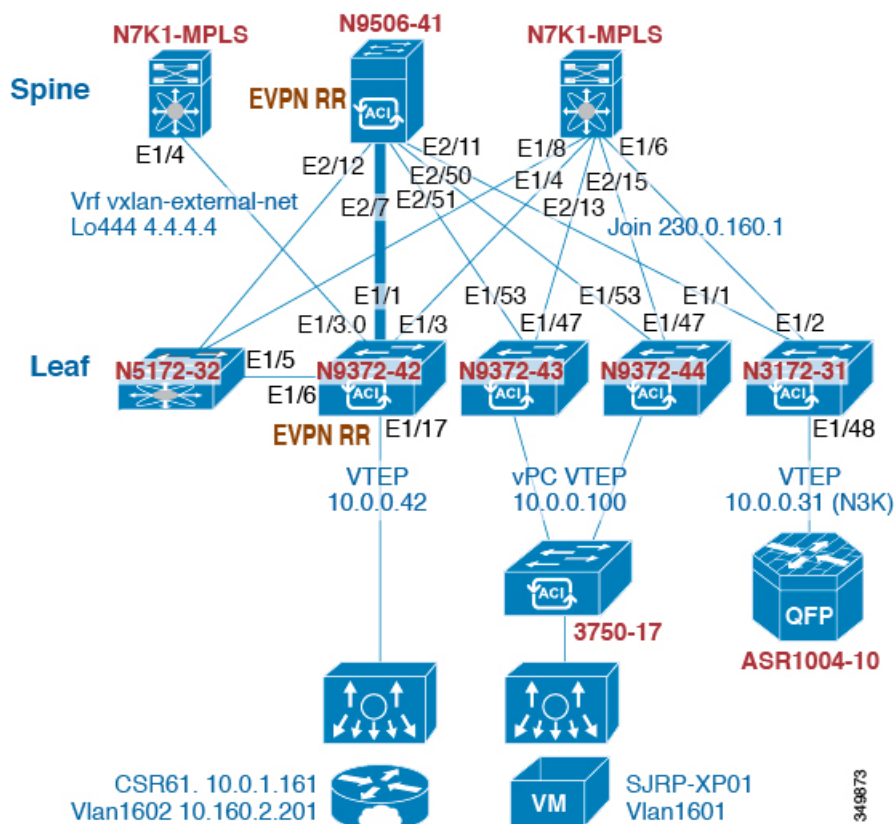 N9506-41
N7K1-MPLS
N7K1-MPLS
Spine
EVPN RR
ACI
E1/4
E2/12
E2/11
E1/8
E1/6
E2/50
E1/4
E2/15
E2/51
E2/7
E2/13
Vrf vxlan-external-net
Lo444 4.4.4.4
Join 230.0.160.1
E1/1
E1/53
E1/53
E1/1
E1/3.0
E1/3
E1/47
E1/47
E1/2
Leaf
N5172-32
E1/5
N9372-42
N9372-43
N9372-44
N3172-31
E1/6
ACI
ACI
ACI
ACI
EVPN RR
E1/17
E1/48
VTEP
10.0.0.42
vPC VTEP
10.0.0.100
VTEP
10.0.0.31 (N3K)
ACI
QFP
3750-17
ASR1004-10
CSR61. 10.0.1.161
Vlan1602 10.160.2.201
VM
SJRP-XP01
Vlan1601
349873